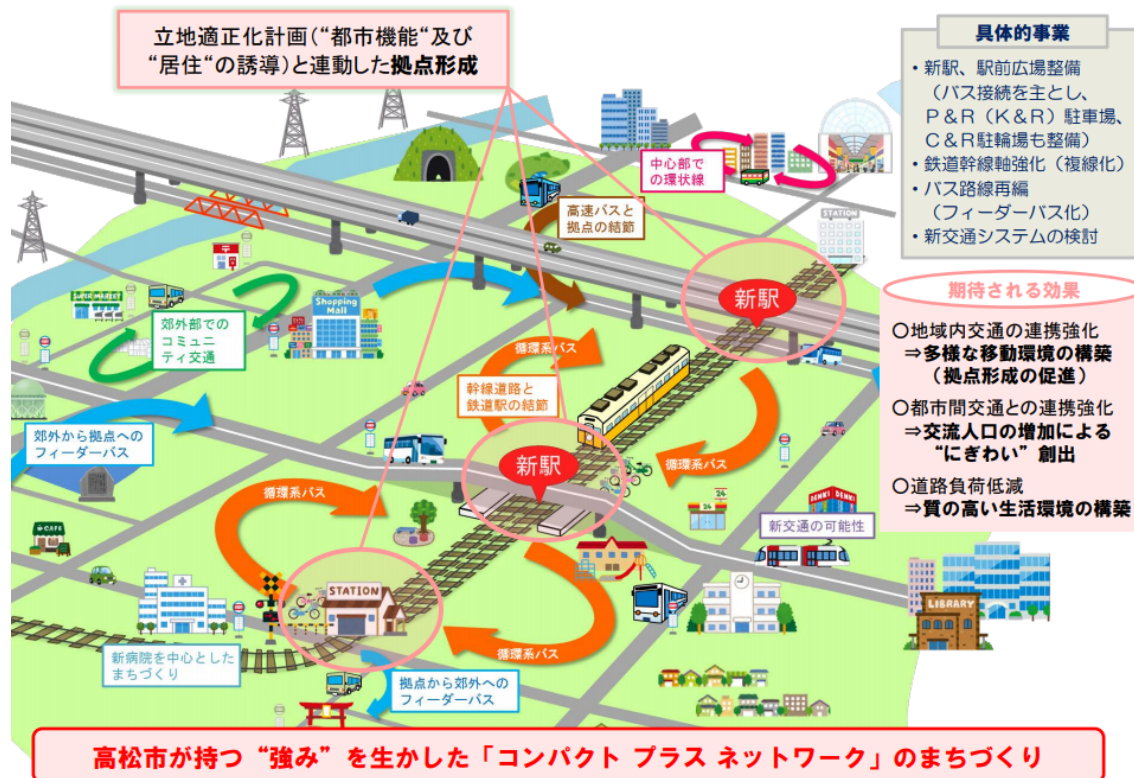 立地適正化計画(“都市機能“及び
“居住“の誘導)と連動した拠点形成
具体的事業
・新駅、駅前広場整備
（バス接続を主とし、
P＆R（K＆R）駐車場、
C＆R駐輪場も整備）
・鉄道幹線軸強化（複線化）
・バス路線再編
（フィーダーバス化）
・新交通システムの検討
中心部で
の環状線
高速バスと
拠点の結節
STATION
新駅
SUPER MARKET
Shopping
Mall
郊外部での
コミュニ
ティ交通
循環系バス
幹線道路と
鉄道駅の結節
期待される効果
〇地域内交通の連携強化
⇒多様な移動環境の構築
（拠点形成の促進）
〇都市間交通との連携強化
⇒交流人口の増加による
“にぎわい”創出
〇道路負荷低減
⇒質の高い生活環境の構築
郊外から拠点への
フィーダーバス
新駅
循環系バス
循環系バス
24
24
DENKI
DENKI
新交通の可能性
CAFE
STATION
LIBRARY
循環系バス
新病院を中心とした
まちづくり
拠点から郊外への
フィーダーバス
高松市が持つ“強み”を生かした「コンパクト プラス ネットワーク」のまちづくり